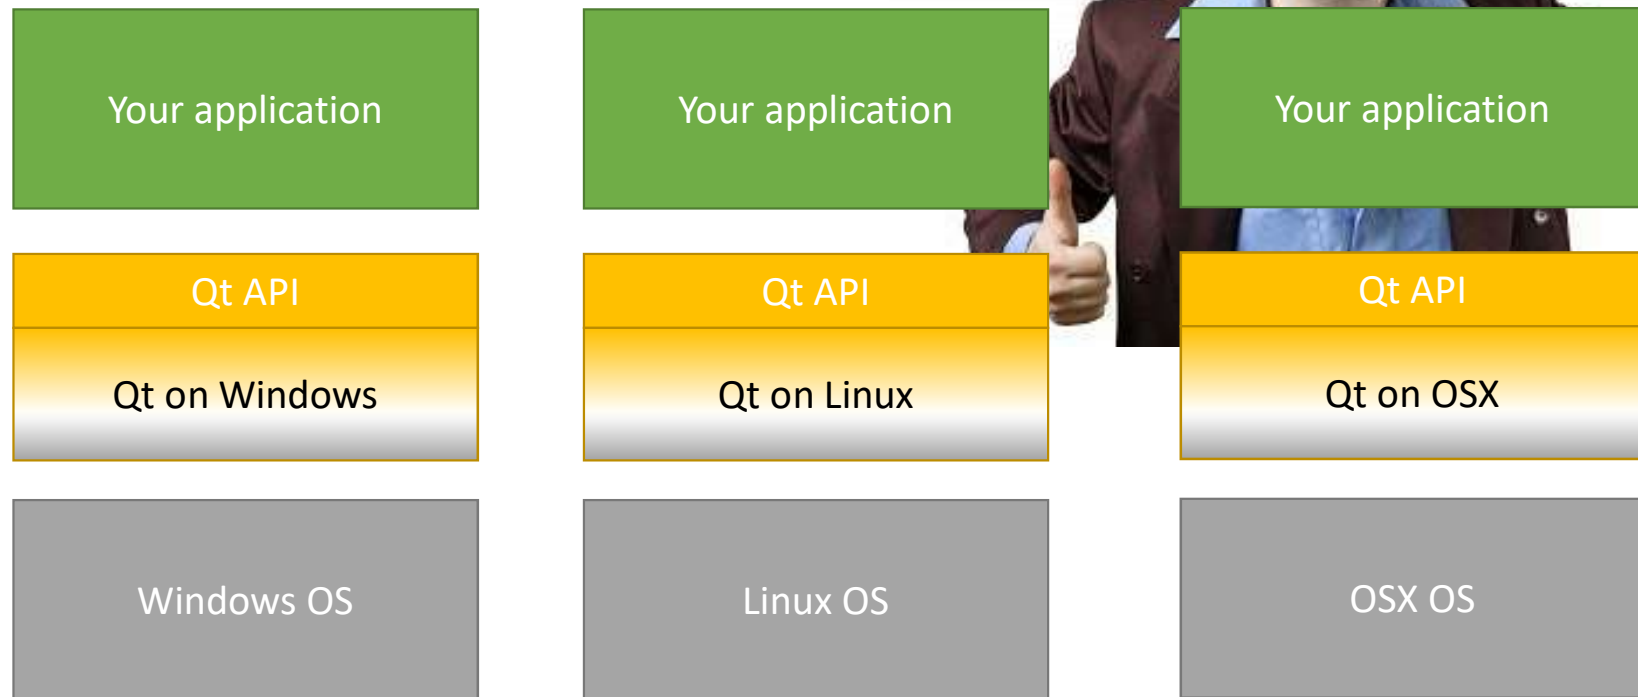 Your application
Your application
Your application
Qt API
Qt API
Qt API
Qt on Windows
Qt on Linux
Qt on OSX
Windows OS
Linux OS
OSX OS